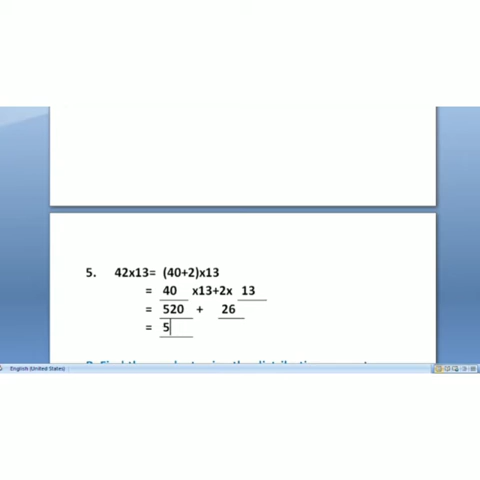 5. 42x13= (40+2)x13
= 40 x13+2x 13
= 520 + 26
= 5
English (United States)